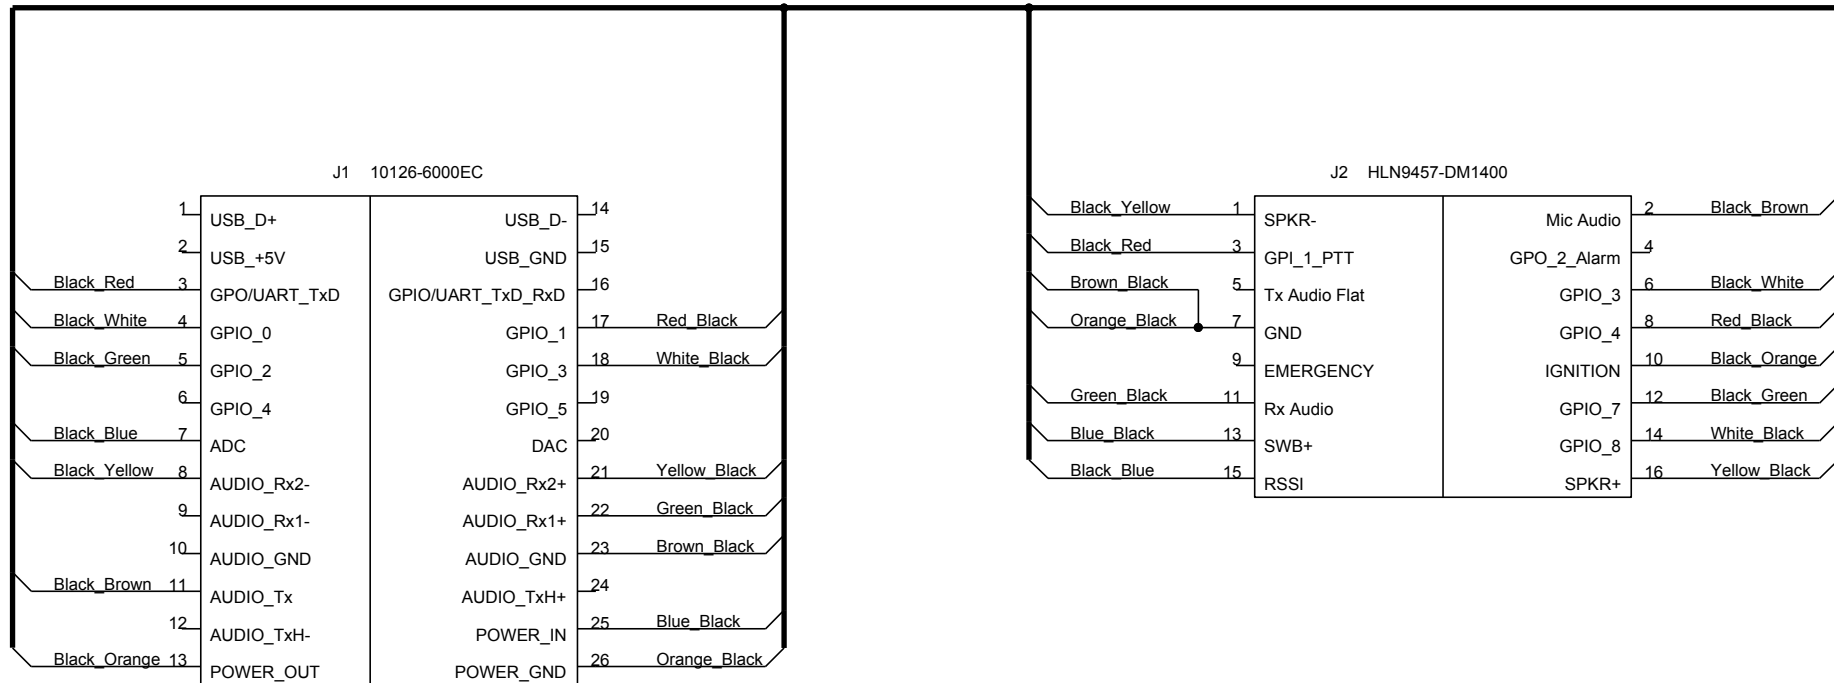 J1 10126-6000EC
1 USB_D+ USB_D- 14
2 USB_+5V USB_GND 15
Black_Red 3 GPO/UART_TxD GPIO/UART_TxD_RxD 16
Black_White 4 GPIO_0 GPIO_1 17 Red_Black
Black_Green 5 GPIO_2 GPIO_3 18 White_Black
6 GPIO_4 GPIO_5 19
Black_Blue 7 ADC DAC 20
Black_Yellow 8 AUDIO_Rx2- AUDIO_Rx2+ 21 Yellow_Black
9 AUDIO_Rx1- AUDIO_Rx1+ 22 Green_Black
10 AUDIO_GND AUDIO_GND 23 Brown_Black
Black_Brown 11 AUDIO_Tx AUDIO_TxH+ 24
12 AUDIO_TxH- POWER_IN 25 Blue_Black
Black_Orange 13 POWER_OUT POWER_GND 26 Orange_Black
J2 HLN9457-DM1400
Black_Yellow 1 SPKR- Mic Audio 2 Black_Brown
Black_Red 3 GPI_1_PTT GPO_2_Alarm 4
Brown_Black 5 Tx Audio Flat GPIO_3 6 Black_White
Orange_Black 7 GND GPIO_4 8 Red_Black
9 EMERGENCY IGNITION 10 Black_Orange
Green_Black 11 Rx Audio GPIO_7 12 Black_Green
Blue_Black 13 SWB+ GPIO_8 14 White_Black
Black_Blue 15 RSSI SPKR+ 16 Yellow_Black